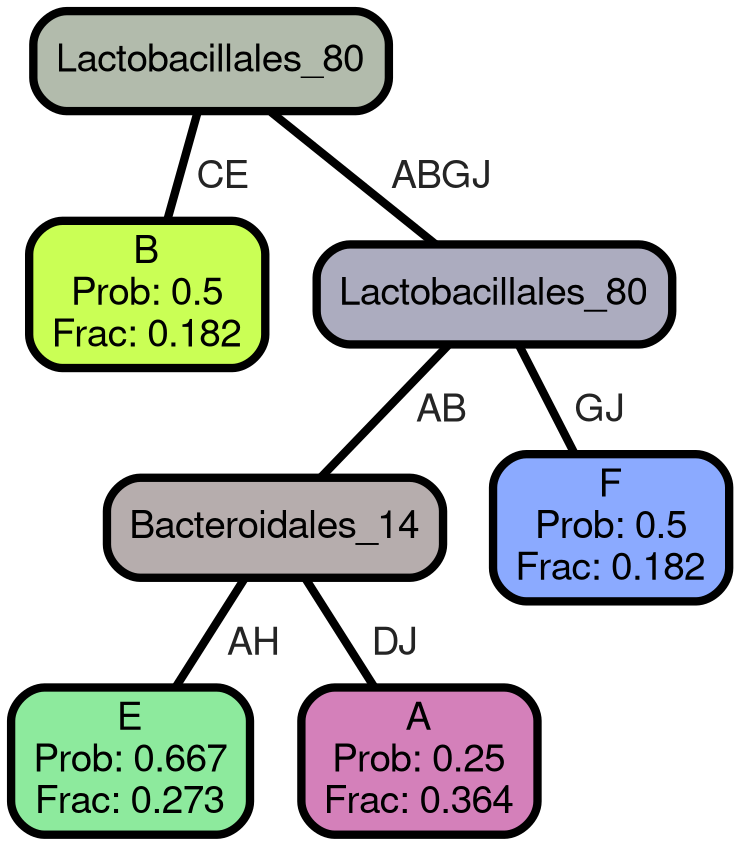 Lactobacillales_80
CE
ABGJ
B
Prob: 0.5
Frac: 0.182
Lactobacillales_80
AB
GJ
Bacteroidales_14
F
Prob: 0.5
Frac: 0.182
AH
DJ
E
Prob: 0.667
Frac: 0.273
A
Prob: 0.25
Frac: 0.364